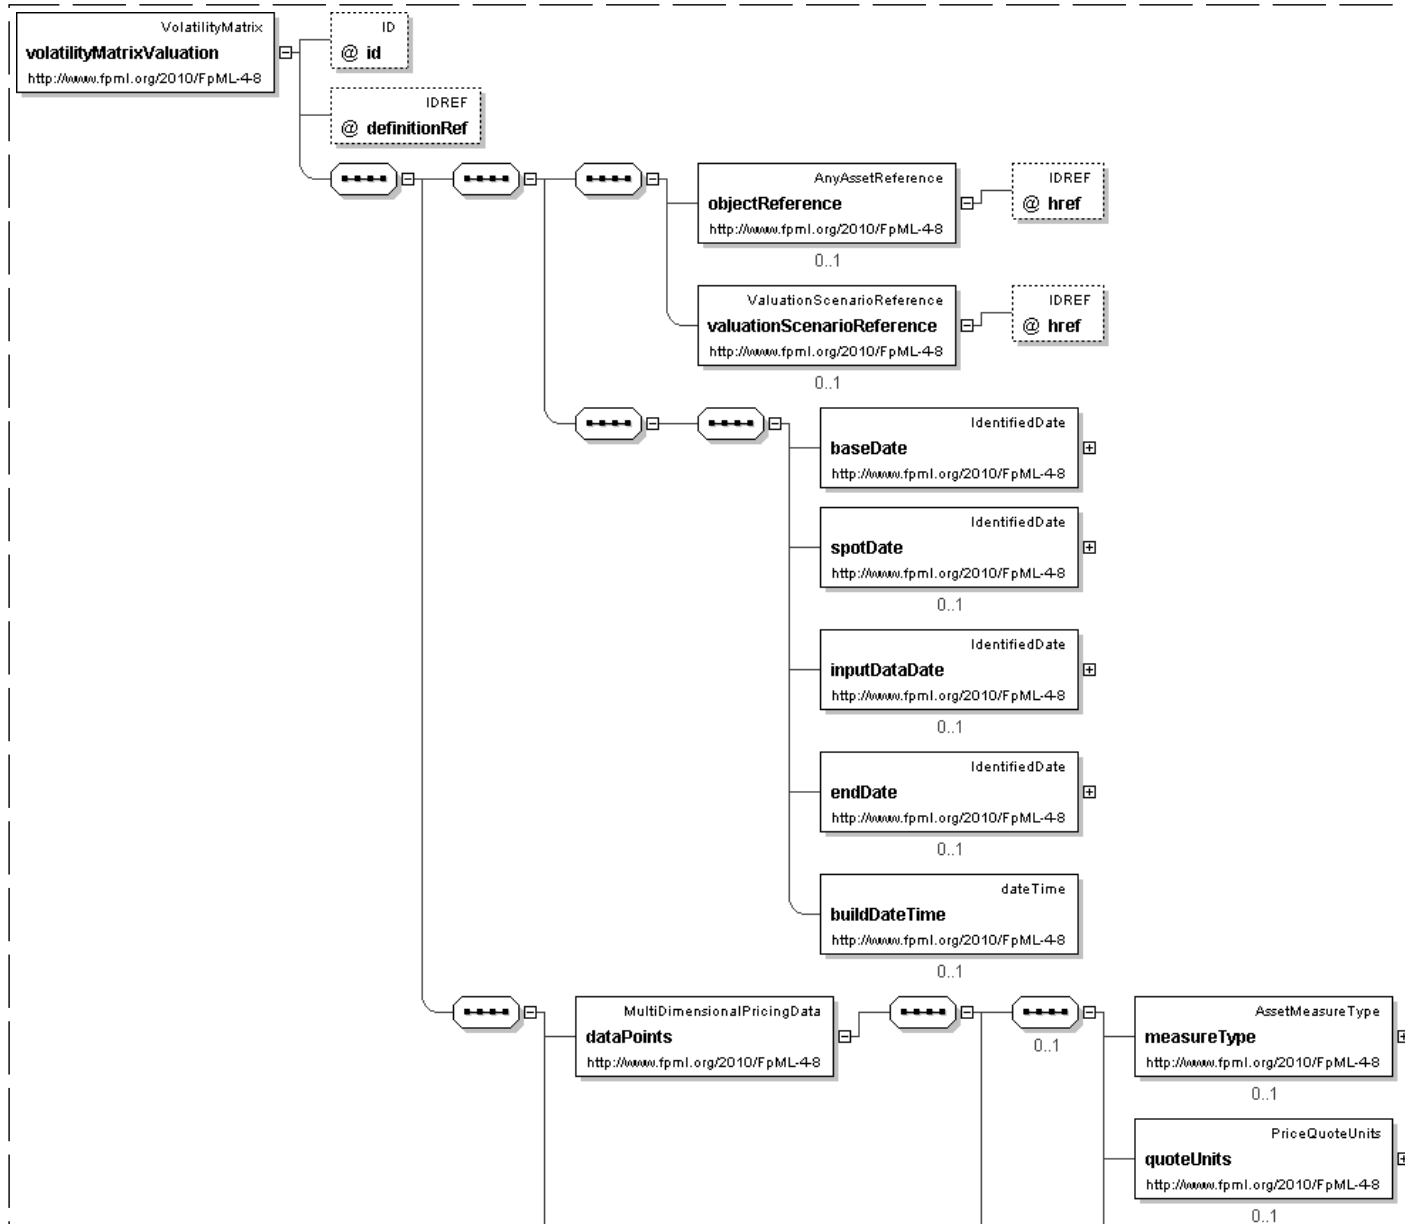 VolatilityMatrix
volatilityMatrixValuation
http://www.fpml.org/2010/FpML-4-8
ID
@ id
IDREF
@ definitionRef
AnyAssetReference
objectReference
http://www.fpml.org/2010/FpML-4-8
0..1
IDREF
@ href
ValuationScenarioReference
valuationScenarioReference
http://www.fpml.org/2010/FpML-4-8
0..1
IDREF
@ href
IdentifiedDate
baseDate
http://www.fpml.org/2010/FpML-4-8
IdentifiedDate
spotDate
http://www.fpml.org/2010/FpML-4-8
0..1
IdentifiedDate
inputDataDate
http://www.fpml.org/2010/FpML-4-8
0..1
IdentifiedDate
endDate
http://www.fpml.org/2010/FpML-4-8
0..1
dateTime
buildDateTime
http://www.fpml.org/2010/FpML-4-8
0..1
MultiDimensionalPricingData
dataPoints
http://www.fpml.org/2010/FpML-4-8
0..1
AssetMeasureType
measureType
http://www.fpml.org/2010/FpML-4-8
0..1
PriceQuoteUnits
quoteUnits
http://www.fpml.org/2010/FpML-4-8
0..1